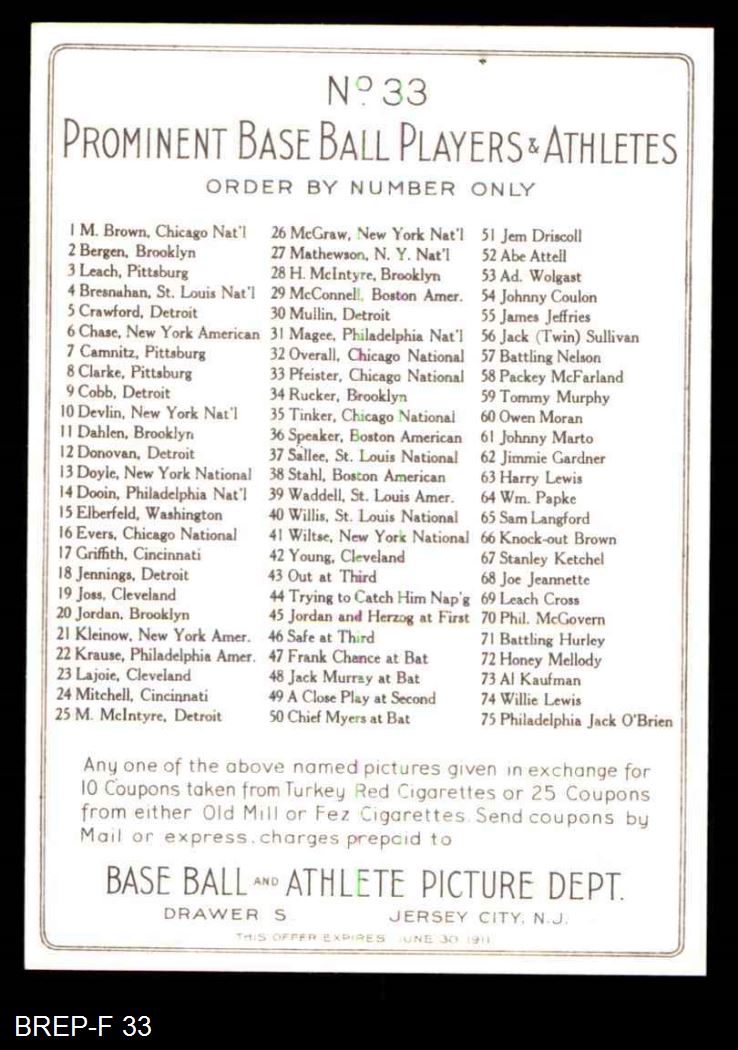 No 33
PROMINENT BASE BALL PLAYERS & ATHLETES
ORDER BY NUMBER ONLY
1 M. Brown, Chicago Nat'l
2 Bergen, Brooklyn
3 Leach, Pittsburg
4 Bresnahan, St. Louis Nat'l
5 Crawford, Detroit
6 Chase, New York American
7 Camnitz, Pittsburg
8 Clarke, Pittsburg
9 Cobb, Detroit
10 Devlin, New York Nat'l
11 Dahlen, Brooklyn
12 Donovan, Detroit
13 Doyle, New York National
14 Dooin, Philadelphia Nat'l
15 Elberfeld, Washington
16 Evers, Chicago National
17 Griffith, Cincinnati
18 Jennings, Detroit
19 Joss, Cleveland
20 Jordan, Brooklyn
21 Kleinow, New York Amer.
22 Krause, Philadelphia Amer.
23 Lajoie, Cleveland
24 Mitchell, Cincinnati
25 M. McIntyre, Detroit
26 McGraw, New York Nat'l
27 Mathewson, N. Y. Nat'l
28 H. McIntyre, Brooklyn
29 McConnell, Boston Amer.
30 Mullin, Detroit
31 Magee, Philadelphia Nat'l
32 Overall, Chicago National
33 Pfeister, Chicago National
34 Rucker, Brooklyn
35 Tinker, Chicago National
36 Speaker, Boston American
37 Sallee, St. Louis National
38 Stahl, Boston American
39 Waddell, St. Louis Amer.
40 Willis, St. Louis National
41 Wiltse, New York National
42 Young, Cleveland
43 Out at Third
44 Trying to Catch Him Nap'g
45 Jordan and Herzog at First
46 Safe at Third
47 Frank Chance at Bat
48 Jack Murray at Bat
49 A Close Play at Second
50 Chief Myers at Bat
51 Jem Driscoll
52 Abe Attell
53 Ad. Wolgast
54 Johnny Coulon
55 James Jeffries
56 Jack (Twin) Sullivan
57 Battling Nelson
58 Packey McFarland
59 Tommy Murphy
60 Owen Moran
61 Johnny Marto
62 Jimmie Gardner
63 Harry Lewis
64 Wm. Papke
65 Sam Langford
66 Knock-out Brown
67 Stanley Ketchel
68 Joe Jeannette
69 Leach Cross
70 Phil. McGovern
71 Battling Hurley
72 Honey Mellody
73 Al Kaufman
74 Willie Lewis
75 Philadelphia Jack O'Brien
Any one of the above named pictures given in exchange for
10 Coupons taken from Turkey Red Cigarettes or 25 Coupons
from either Old Mill or Fez Cigarettes. Send coupons by
Mail or express, charges prepaid to
BASE BALL AND ATHLETE PICTURE DEPT.
DRAWER S. JERSEY CITY, N.J.
THIS OFFER EXPIRES JUNE 30, 1911
BREP-F 33